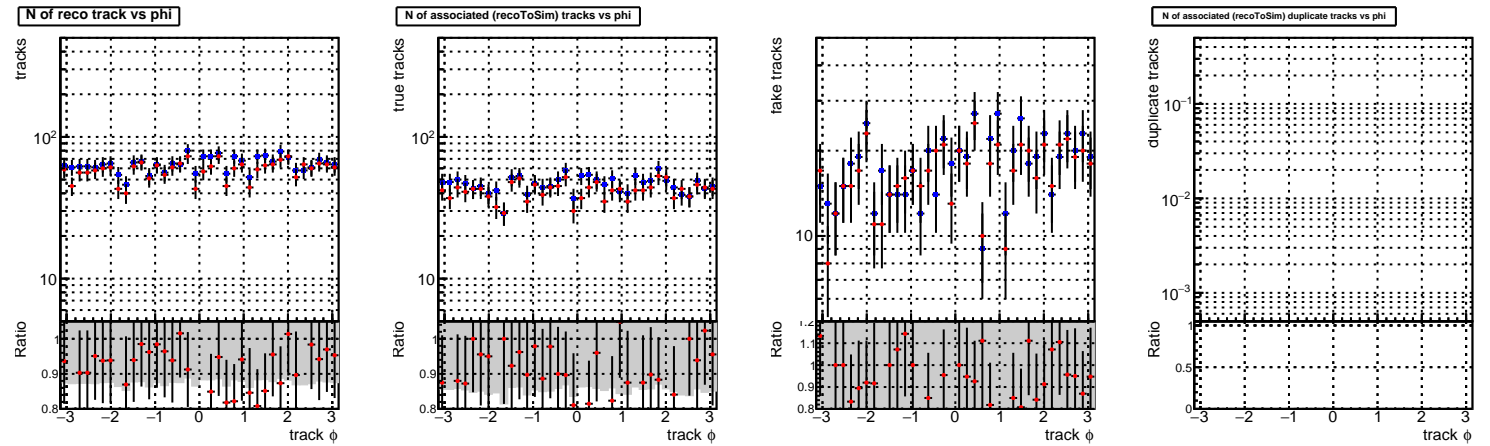 N of reco track vs phi
tracks
10²
10
Ratio
1
0.9
0.8
−3 −2 −1 0 1 2 3
track ϕ
N of associated (recoToSim) tracks vs phi
true tracks
10²
10
Ratio
1
0.9
0.8
−3 −2 −1 0 1 2 3
track ϕ
fake tracks
10
Ratio
1.2
1.1
1
0.9
0.8
−3 −2 −1 0 1 2 3
track ϕ
N of associated (recoToSim) duplicate tracks vs phi
duplicate tracks
10⁻¹
10⁻²
10⁻³
Ratio
1
0.5
0
−3 −2 −1 0 1 2 3
track ϕ